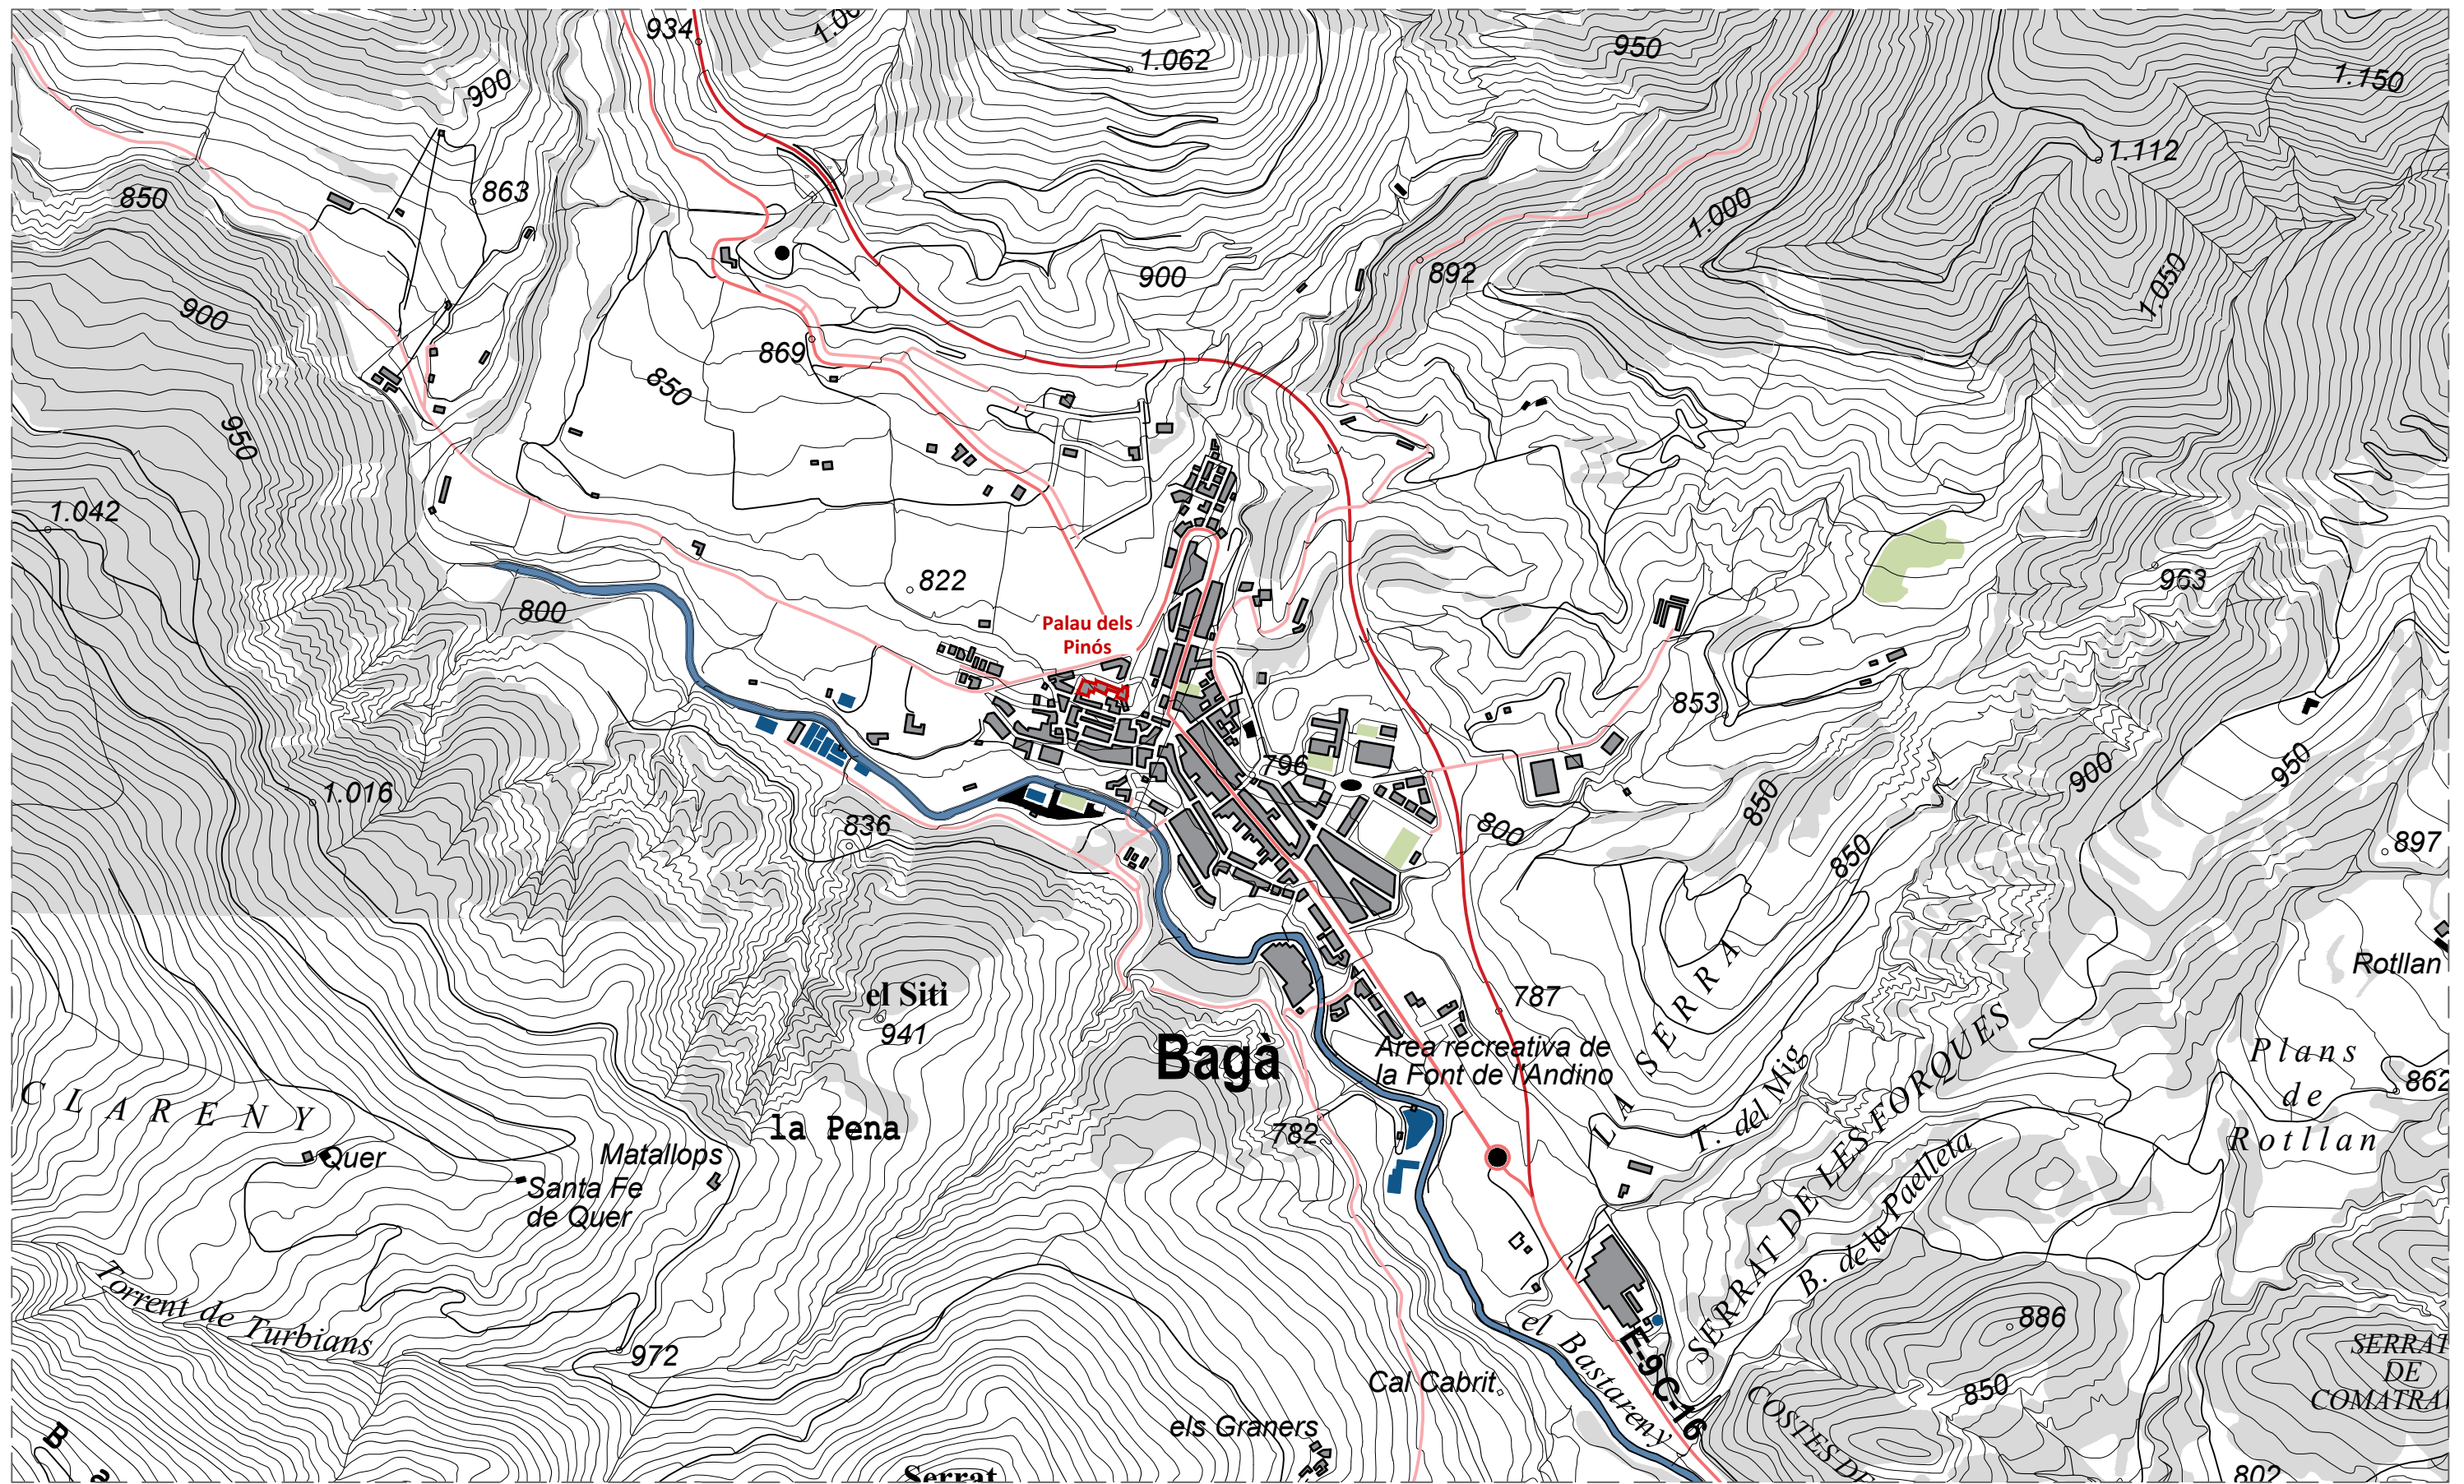 934
1.00
1.062
950
1.150
900
1.112
863
850
1.000
900
892
1.050
900
869
850
950
1.042
822
963
800
Palau dels
Pinós
853
796
950
900
1.016
850
836
800
850
897
Rotllan
el Siti
787
941
Bagà
Area recreativa de
la Font de l'Andino
LA SERRA
T. del Mig
SERRAT DE LES FORQUES
Plans
de
Rotllan
862
CLARENY
la Pena
782
Quer
Matallops
Santa Fe
de Quer
B. de la Paelleta
Torrent de Turbians
972
886
el Bastareny
E-9
C-16
SERRAT
DE
COMATRA
Cal Cabrit
850
COSTES DE
els Graners
B
a
Serrat
802